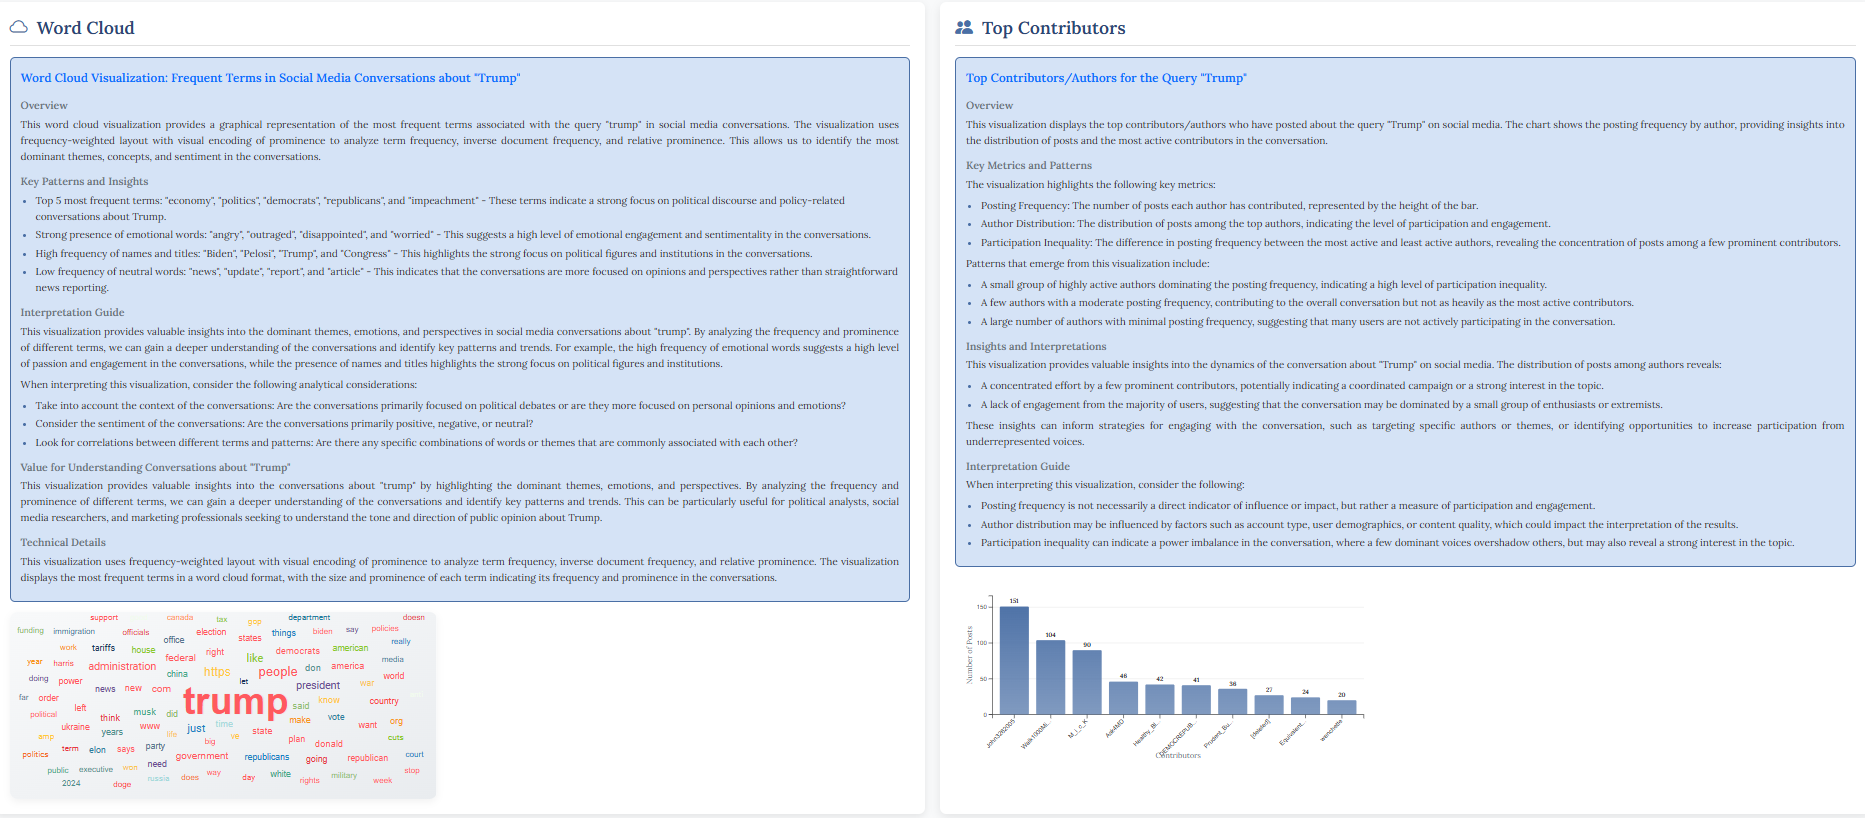 Word Cloud
Word Cloud Visualization: Frequent Terms in Social Media Conversations about "Trump"
Overview
This word cloud visualization provides a graphical representation of the most frequent terms associated with the query "trump" in social media conversations. The visualization uses
frequency-weighted layout with visual encoding of prominence to analyze term frequency, inverse document frequency, and relative prominence. This allows us to identify the most
dominant themes, concepts, and sentiment in the conversations.
Key Patterns and Insights
• Top 5 most frequent terms: "economy", "politics", "democrats", "republicans", and "impeachment" - These terms indicate a strong focus on political discourse and policy-related
conversations about Trump.
• Strong presence of emotional words: "angry", "outraged", "disappointed", and "worried" - This suggests a high level of emotional engagement and sentimentality in the conversations.
• High frequency of names and titles: "Biden", "Pelosi", "Trump", and "Congress" - This highlights the strong focus on political figures and institutions in the conversations.
• Low frequency of neutral words: "news", "update", "report", and "article" - This indicates that the conversations are more focused on opinions and perspectives rather than straightforward
news reporting.
Interpretation Guide
This visualization provides valuable insights into the dominant themes, emotions, and perspectives in social media conversations about "trump". By analyzing the frequency and prominence
of different terms, we can gain a deeper understanding of the conversations and identify key patterns and trends. For example, the high frequency of emotional words suggests a high level
of passion and engagement in the conversations, while the presence of names and titles highlights the strong focus on political figures and institutions.
When interpreting this visualization, consider the following analytical considerations:
• Take into account the context of the conversations: Are the conversations primarily focused on political debates or are they more focused on personal opinions and emotions?
• Consider the sentiment of the conversations: Are the conversations primarily positive, negative, or neutral?
• Look for correlations between different terms and patterns: Are there any specific combinations of words or themes that are commonly associated with each other?
Value for Understanding Conversations about "Trump"
This visualization provides valuable insights into the conversations about "trump" by highlighting the dominant themes, emotions, and perspectives. By analyzing the frequency and
prominence of different terms, we can gain a deeper understanding of the conversations and identify key patterns and trends. This can be particularly useful for political analysts, social
media researchers, and marketing professionals seeking to understand the tone and direction of public opinion about Trump.
Technical Details
This visualization uses frequency-weighted layout with visual encoding of prominence to analyze term frequency, inverse document frequency, and relative prominence. The visualization
displays the most frequent terms in a word cloud format, with the size and prominence of each term indicating its frequency and prominence in the conversations.
support canada tax gop department doesn
funding immigration officials office election states things biden say policies
work tariffs house federal right like democrats american really
year harris administration china https people don america media
doing power let president war world
far order news new com trump said know country
political left think musk did make vote
ukraine years www just time want org
amp life big ve state plan donald cuts
politics term elon says party government republicans going republican court
public executive won need russia does way day white rights military week stop
2024 doge
Top Contributors
Top Contributors/Authors for the Query "Trump"
Overview
This visualization displays the top contributors/authors who have posted about the query "Trump" on social media. The chart shows the posting frequency by author, providing insights into
the distribution of posts and the most active contributors in the conversation.
Key Metrics and Patterns
The visualization highlights the following key metrics:
• Posting Frequency: The number of posts each author has contributed, represented by the height of the bar.
• Author Distribution: The distribution of posts among the top authors, indicating the level of participation and engagement.
• Participation Inequality: The difference in posting frequency between the most active and least active authors, revealing the concentration of posts among a few prominent contributors.
Patterns that emerge from this visualization include:
• A small group of highly active authors dominating the posting frequency, indicating a high level of participation inequality.
• A few authors with a moderate posting frequency, contributing to the overall conversation but not as heavily as the most active contributors.
• A large number of authors with minimal posting frequency, suggesting that many users are not actively participating in the conversation.
Insights and Interpretations
This visualization provides valuable insights into the dynamics of the conversation about "Trump" on social media. The distribution of posts among authors reveals:
• A concentrated effort by a few prominent contributors, potentially indicating a coordinated campaign or a strong interest in the topic.
• A lack of engagement from the majority of users, suggesting that the conversation may be dominated by a small group of enthusiasts or extremists.
These insights can inform strategies for engaging with the conversation, such as targeting specific authors or themes, or identifying opportunities to increase participation from
underrepresented voices.
Interpretation Guide
When interpreting this visualization, consider the following:
• Posting frequency is not necessarily a direct indicator of influence or impact, but rather a measure of participation and engagement.
• Author distribution may be influenced by factors such as account type, user demographics, or content quality, which could impact the interpretation of the results.
• Participation inequality can indicate a power imbalance in the conversation, where a few dominant voices overshadow others, but may also reveal a strong interest in the topic.
Number of Posts
150
100
50
0
151 104 90 46 42 41 36 27 24 20
M_i_c_K Ask4MD Healthy_Bl... DEMOCREPUB... Prudent_Bu... [deleted] Equivalent... wenchette
Contributors